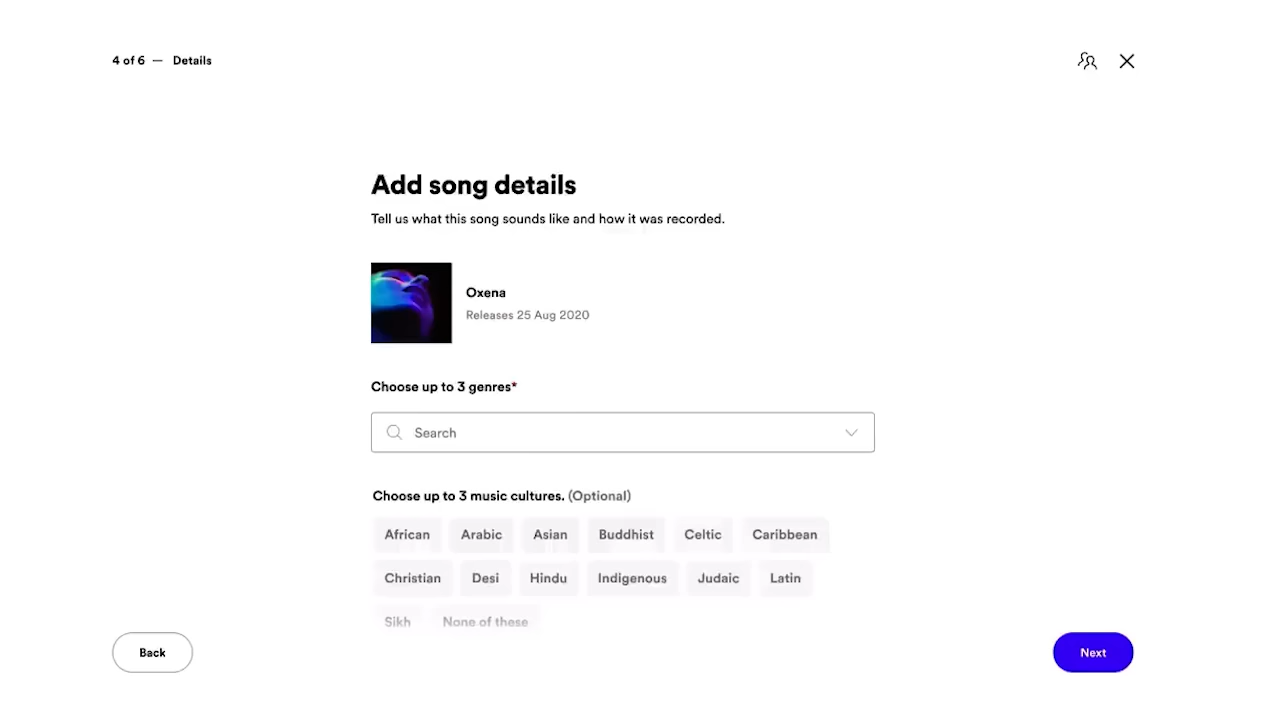 4 of 6 — Details
Add song details
Tell us what this song sounds like and how it was recorded.
Oxena
Releases 25 Aug 2020
Choose up to 3 genres*
Search
Choose up to 3 music cultures. (Optional)
African Arabic Asian Buddhist Celtic Caribbean
Christian Desi Hindu Indigenous Judaic Latin
Sikh None of these
Back Next